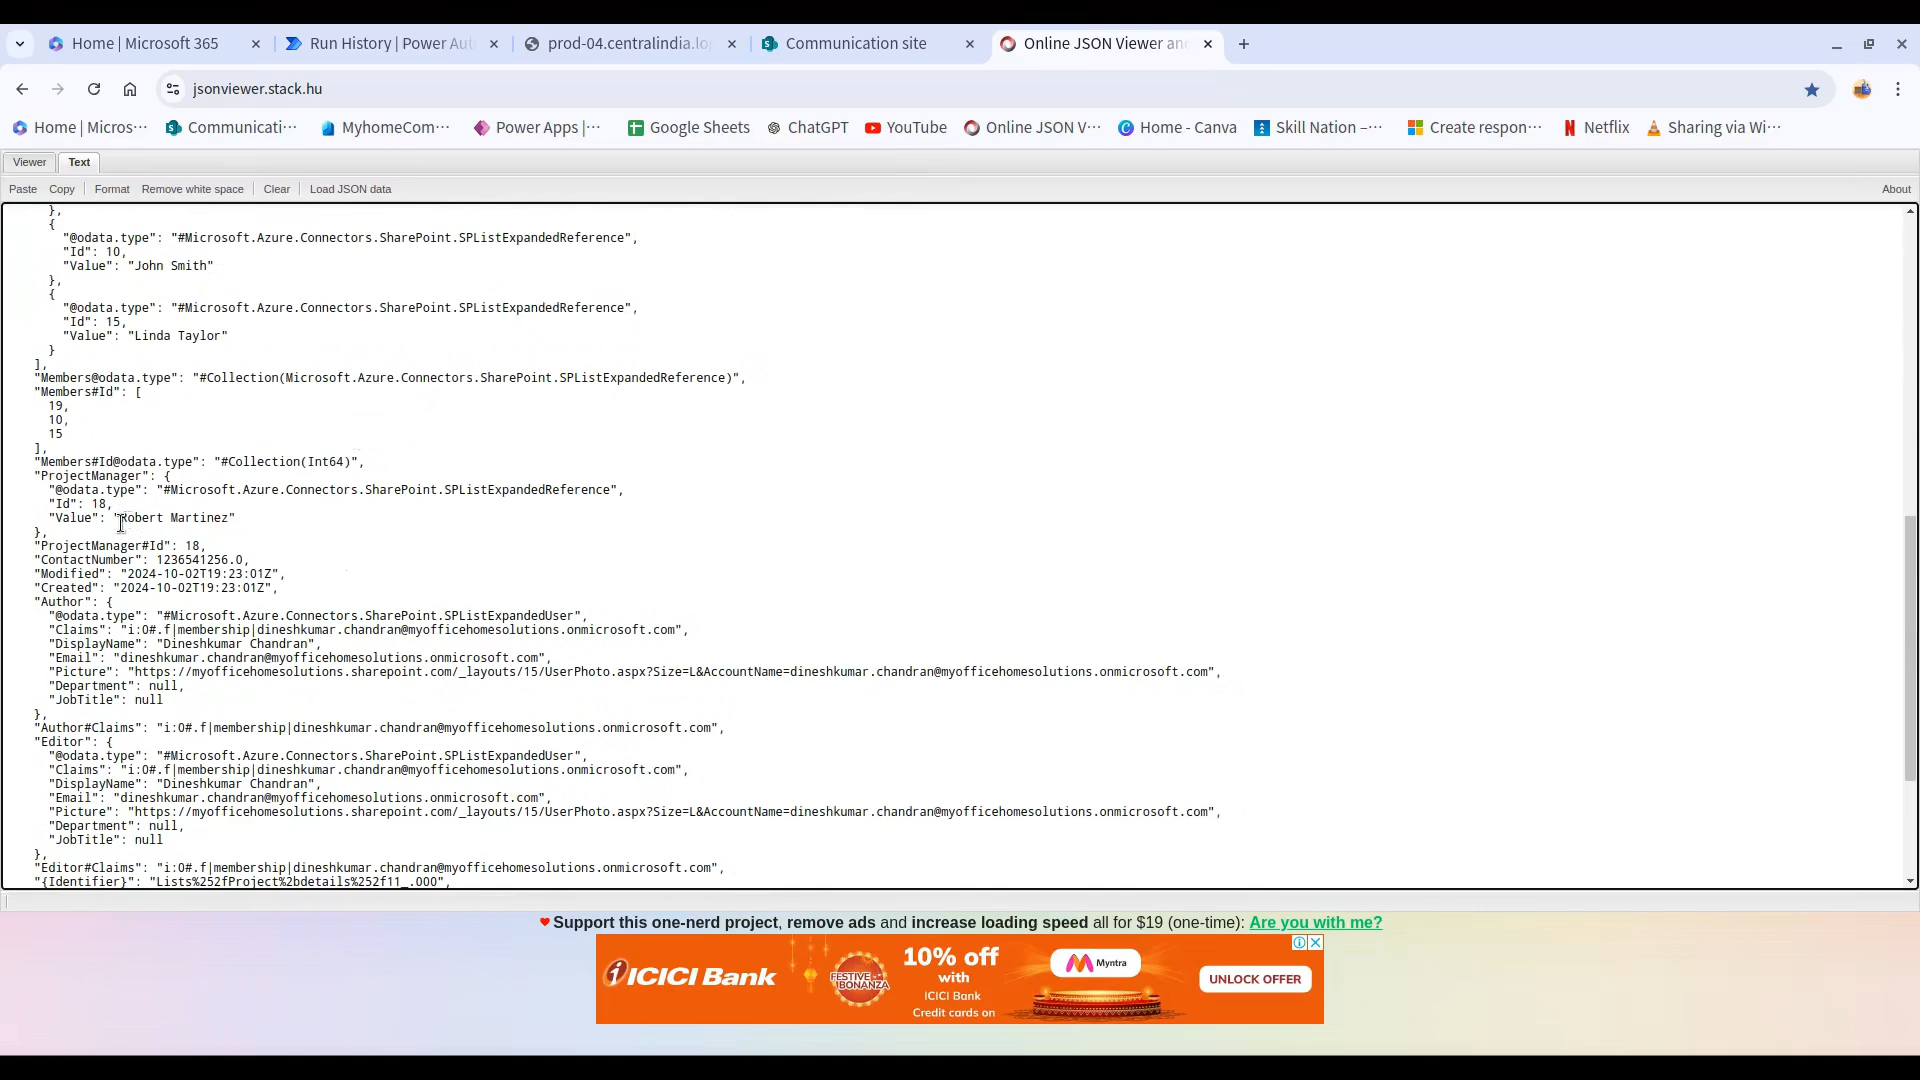 Home | Microsoft 365
Run History | Power Aut
prod-04.centralindia.lo
Communication site
Online JSON Viewer and
jsonviewer.stack.hu
Home | Micros···
Communicati···
MyhomeCom···
Power Apps |···
Google Sheets
ChatGPT
YouTube
Online JSON V···
Home - Canva
Skill Nation –···
Create respon···
Netflix
Sharing via Wi···
Viewer
Text
Paste
Copy
Format
Remove white space
Clear
Load JSON data
About
},
{
"@odata.type": "#Microsoft.Azure.Connectors.SharePoint.SPListExpandedReference",
"Id": 10,
"Value": "John Smith"
},
{
"@odata.type": "#Microsoft.Azure.Connectors.SharePoint.SPListExpandedReference",
"Id": 15,
"Value": "Linda Taylor"
}
],
"Members@odata.type": "#Collection(Microsoft.Azure.Connectors.SharePoint.SPListExpandedReference)",
"Members#Id": [
19,
10,
15
],
"Members#Id@odata.type": "#Collection(Int64)",
"ProjectManager": {
"@odata.type": "#Microsoft.Azure.Connectors.SharePoint.SPListExpandedReference",
"Id": 18,
"Value": "Robert Martinez"
},
"ProjectManager#Id": 18,
"ContactNumber": 1236541256.0,
"Modified": "2024-10-02T19:23:01Z",
"Created": "2024-10-02T19:23:01Z",
"Author": {
"@odata.type": "#Microsoft.Azure.Connectors.SharePoint.SPListExpandedUser",
"Claims": "i:0#.f|membership|dineshkumar.chandran@myofficehomesolutions.onmicrosoft.com",
"DisplayName": "Dineshkumar Chandran",
"Email": "dineshkumar.chandran@myofficehomesolutions.onmicrosoft.com",
"Picture": "https://myofficehomesolutions.sharepoint.com/_layouts/15/UserPhoto.aspx?Size=L&AccountName=dineshkumar.chandran@myofficehomesolutions.onmicrosoft.com",
"Department": null,
"JobTitle": null
},
"Author#Claims": "i:0#.f|membership|dineshkumar.chandran@myofficehomesolutions.onmicrosoft.com",
"Editor": {
"@odata.type": "#Microsoft.Azure.Connectors.SharePoint.SPListExpandedUser",
"Claims": "i:0#.f|membership|dineshkumar.chandran@myofficehomesolutions.onmicrosoft.com",
"DisplayName": "Dineshkumar Chandran",
"Email": "dineshkumar.chandran@myofficehomesolutions.onmicrosoft.com",
"Picture": "https://myofficehomesolutions.sharepoint.com/_layouts/15/UserPhoto.aspx?Size=L&AccountName=dineshkumar.chandran@myofficehomesolutions.onmicrosoft.com",
"Department": null,
"JobTitle": null
},
"Editor#Claims": "i:0#.f|membership|dineshkumar.chandran@myofficehomesolutions.onmicrosoft.com",
"{Identifier}": "Lists%252fProject%2bdetails%252f11_.000",
Support this one-nerd project, remove ads and increase loading speed all for $19 (one-time): Are you with me?
ICICI Bank
FESTIVE BONANZA
10% off
with
ICICI Bank
Credit cards on
Myntra
UNLOCK OFFER